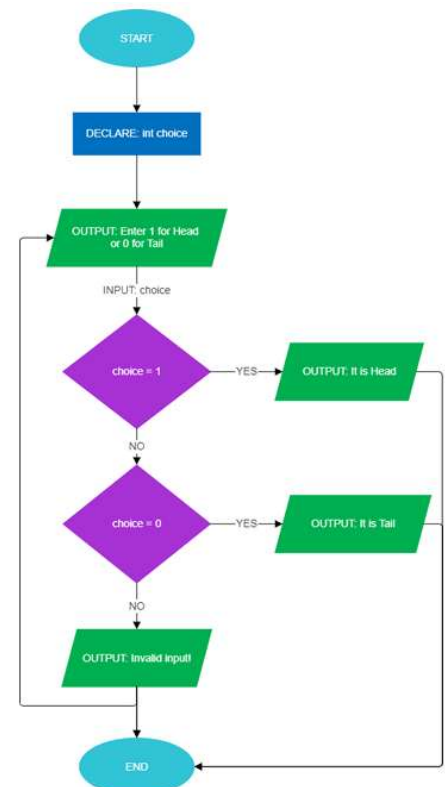 START
DECLARE: int choice
OUTPUT: Enter 1 for Head
or 0 for Tail
INPUT: choice
choice = 1
YES
OUTPUT: It is Head
NO
choice = 0
YES
OUTPUT: It is Tail
NO
OUTPUT: Invalid input!
END